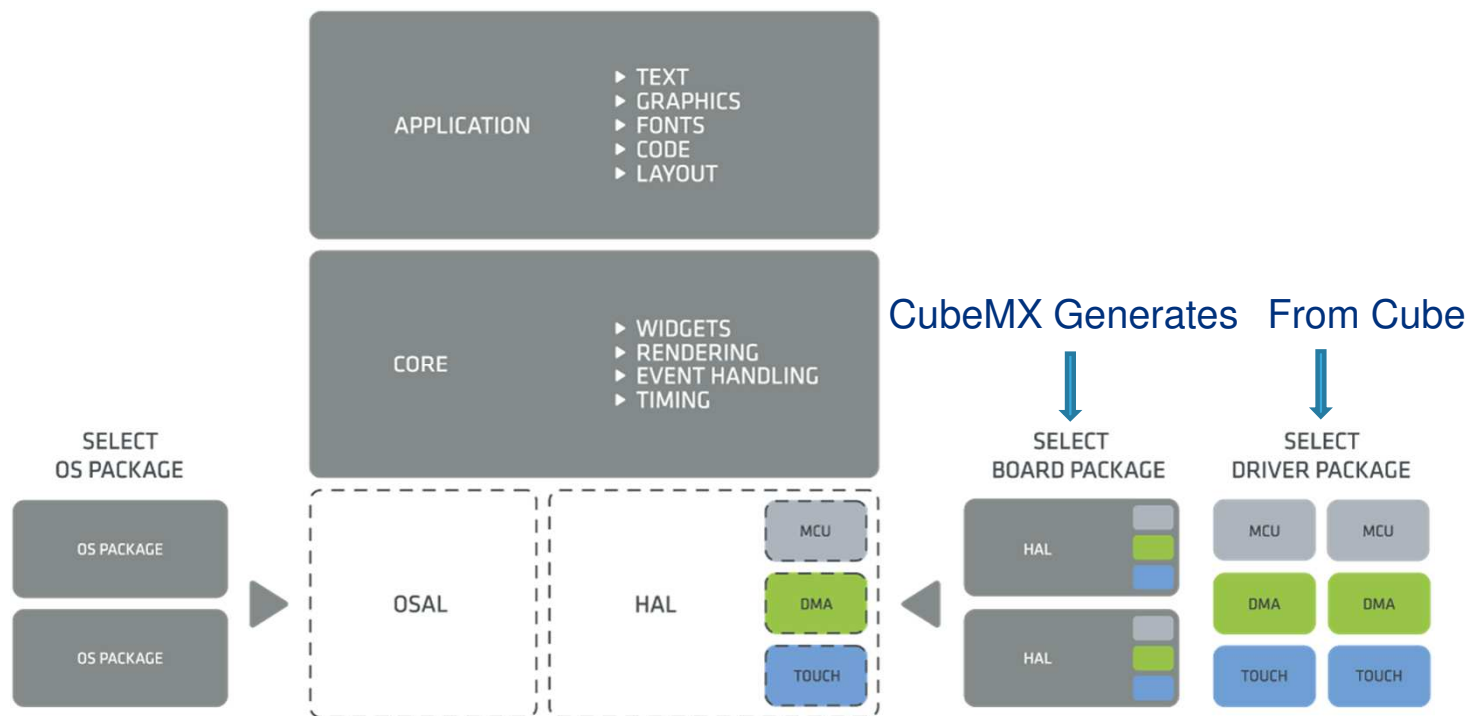 APPLICATION
▸ TEXT
▸ GRAPHICS
▸ FONTS
▸ CODE
▸ LAYOUT
CORE
▸ WIDGETS
▸ RENDERING
▸ EVENT HANDLING
▸ TIMING
CubeMX Generates
From Cube
SELECT
OS PACKAGE
OS PACKAGE
OS PACKAGE
OSAL
HAL
MCU
DMA
TOUCH
SELECT
BOARD PACKAGE
HAL
HAL
SELECT
DRIVER PACKAGE
MCU
MCU
DMA
DMA
TOUCH
TOUCH